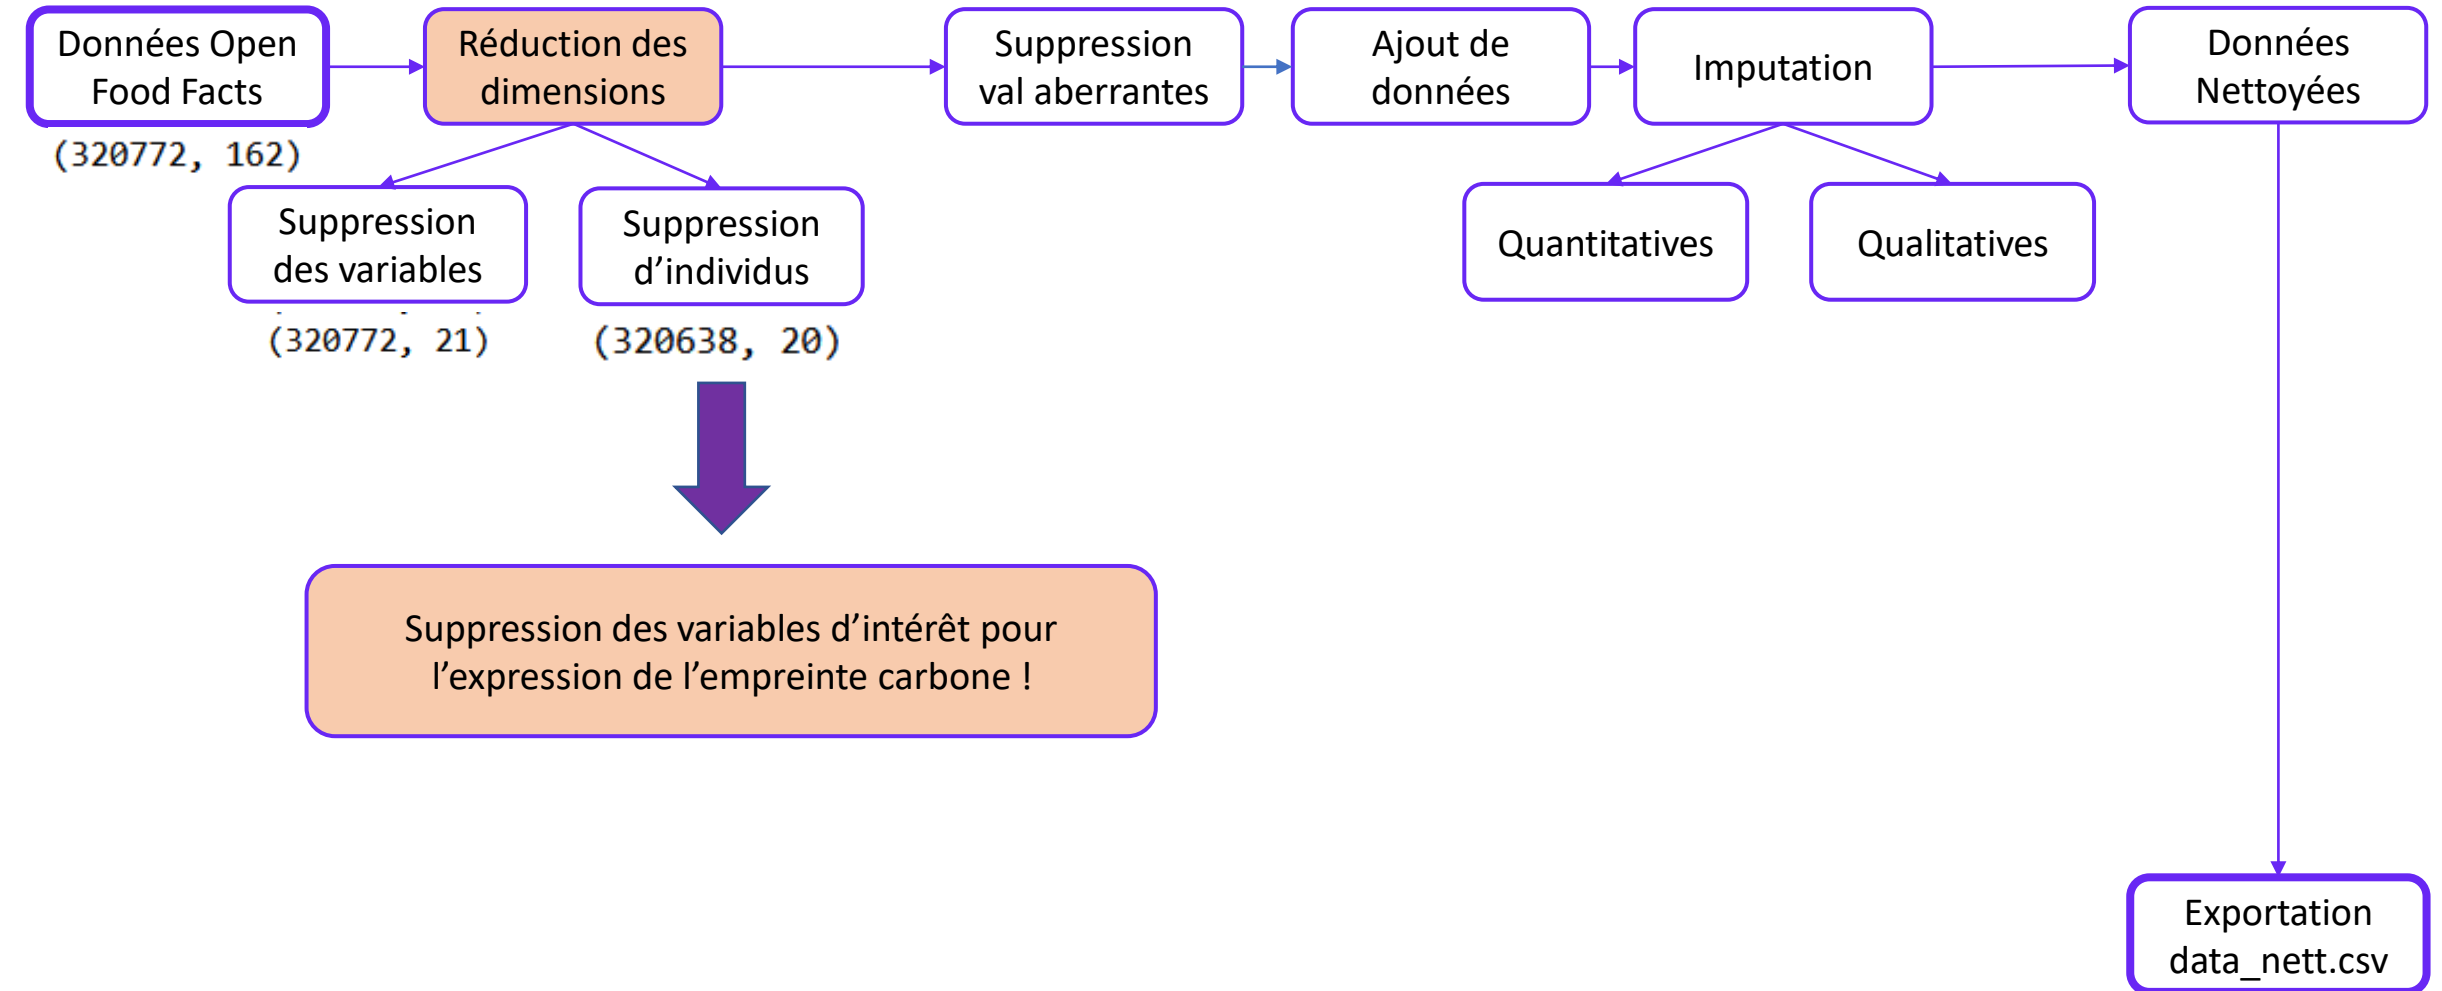 Données Open
Food Facts
(320772, 162)
Réduction des
dimensions
Suppression
des variables
(320772, 21)
Suppression
d’individus
(320638, 20)
Suppression des variables d’intérêt pour
l’expression de l’empreinte carbone !
Suppression
val aberrantes
Ajout de
données
Imputation
Quantitatives
Qualitatives
Données
Nettoyées
Exportation
data_nett.csv